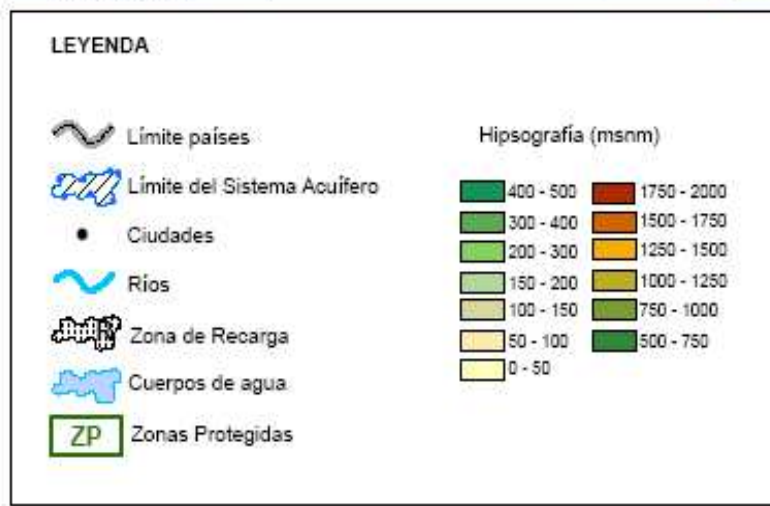 LEYENDA
Límite países
Límite del Sistema Acuífero
Ciudades
Ríos
Zona de Recarga
Cuerpos de agua
ZP Zonas Protegidas
Hipsografía (msnm)
400 - 500 1750 - 2000
300 - 400 1500 - 1750
200 - 300 1250 - 1500
150 - 200 1000 - 1250
100 - 150 750 - 1000
50 - 100 500 - 750
0 - 50